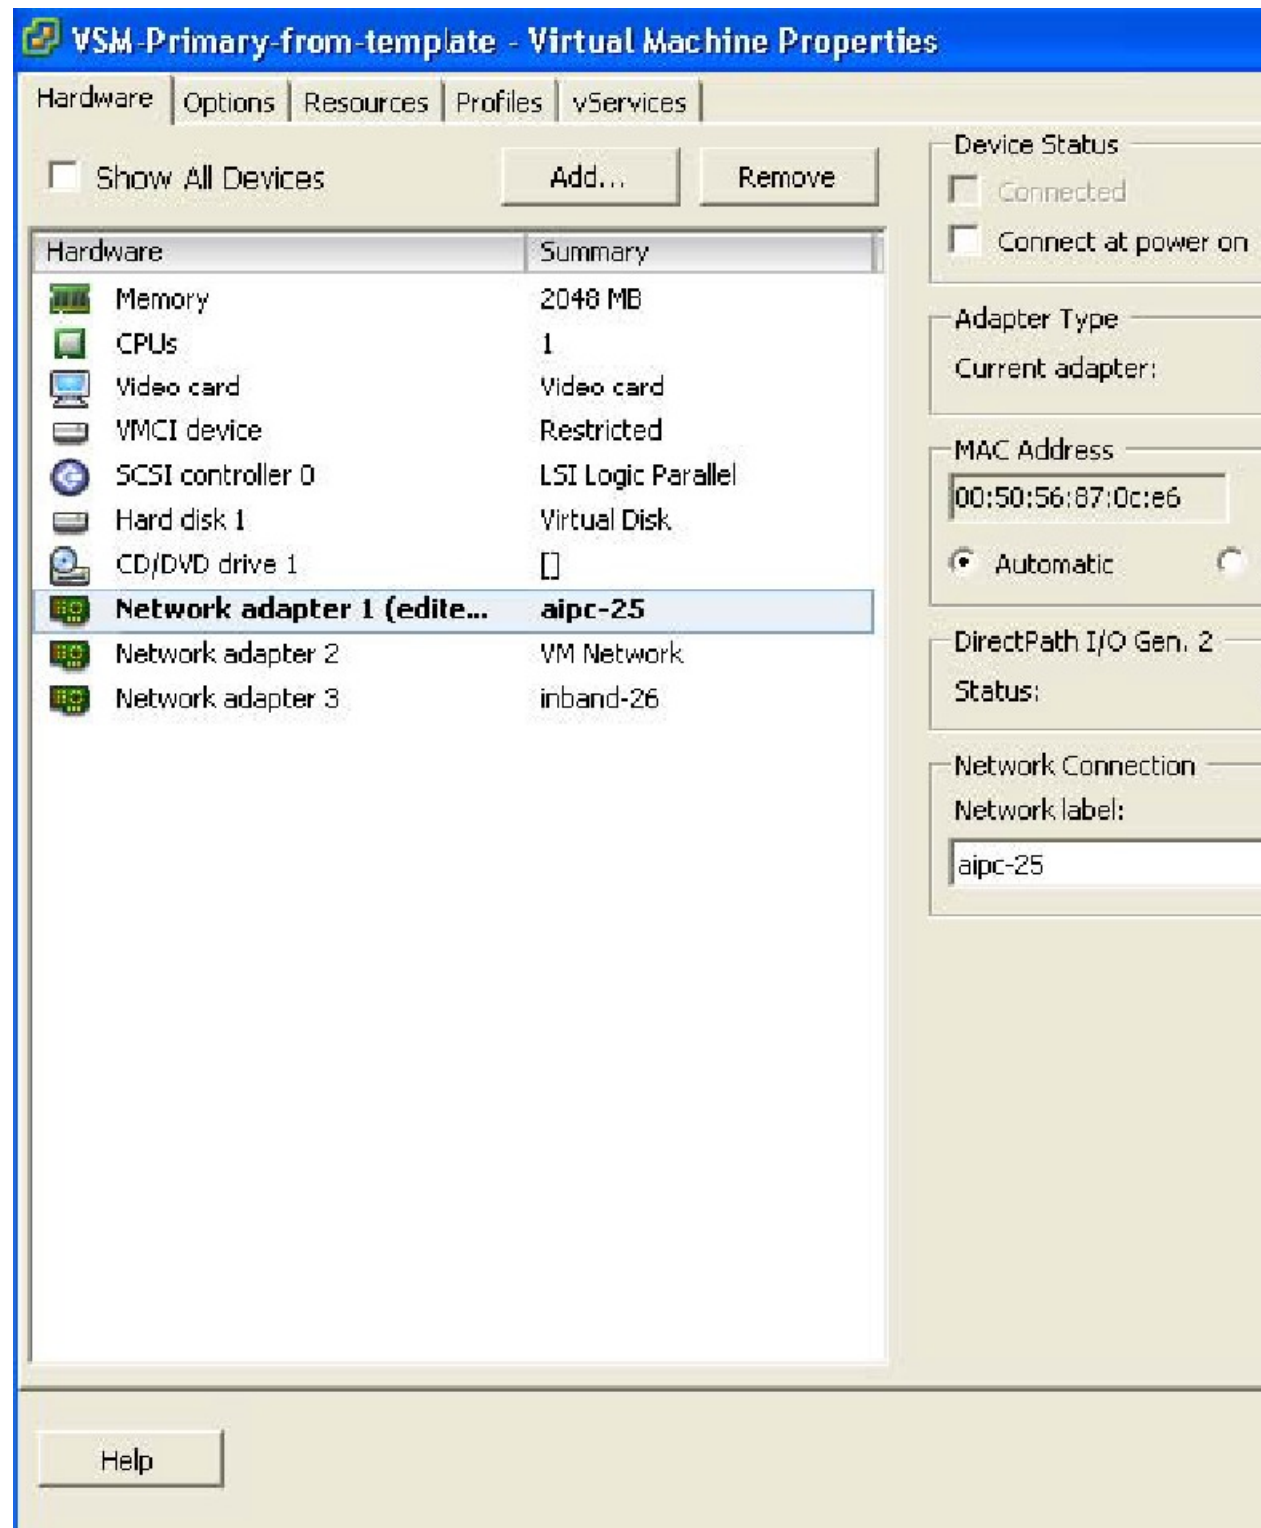 VSM-Primary-from-template - Virtual Machine Properties
Hardware Options Resources Profiles vServices
Show All Devices Add... Remove
Hardware Summary
Memory 2048 MB
CPUs 1
Video card Video card
VMCI device Restricted
SCSI controller 0 LSI Logic Parallel
Hard disk 1 Virtual Disk
CD/DVD drive 1 []
Network adapter 1 (edite... aipc-25
Network adapter 2 VM Network
Network adapter 3 inband-26
Device Status
Connected
Connect at power on
Adapter Type
Current adapter:
MAC Address
00:50:56:87:0c:e6
Automatic
DirectPath I/O Gen. 2
Status:
Network Connection
Network label:
aipc-25
Help